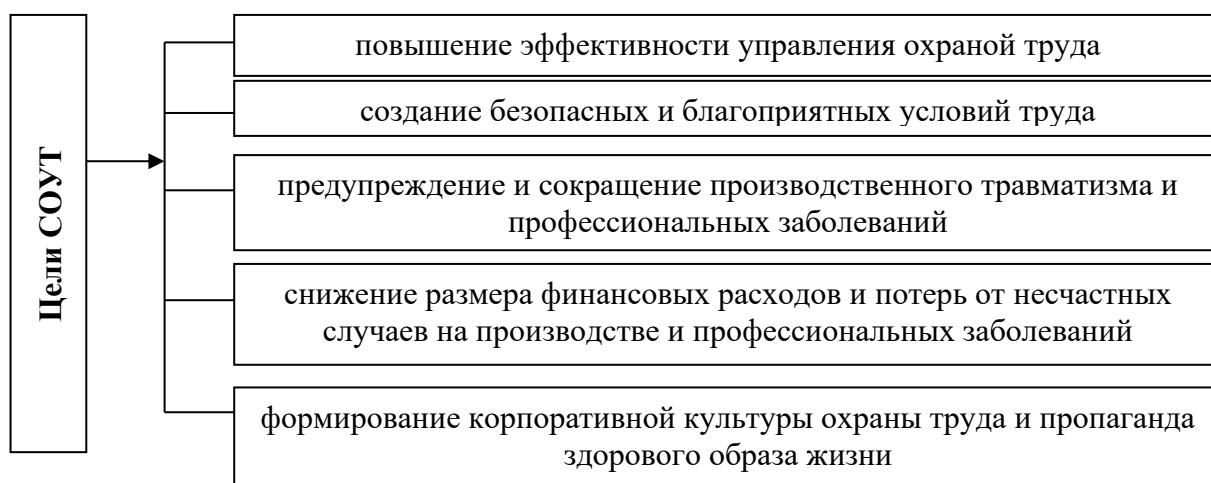 Цели СОУТ
повышение эффективности управления охраной труда
создание безопасных и благоприятных условий труда
предупреждение и сокращение производственного травматизма и
профессиональных заболеваний
снижение размера финансовых расходов и потерь от несчастных
случаев на производстве и профессиональных заболеваний
формирование корпоративной культуры охраны труда и пропаганда
здорового образа жизни